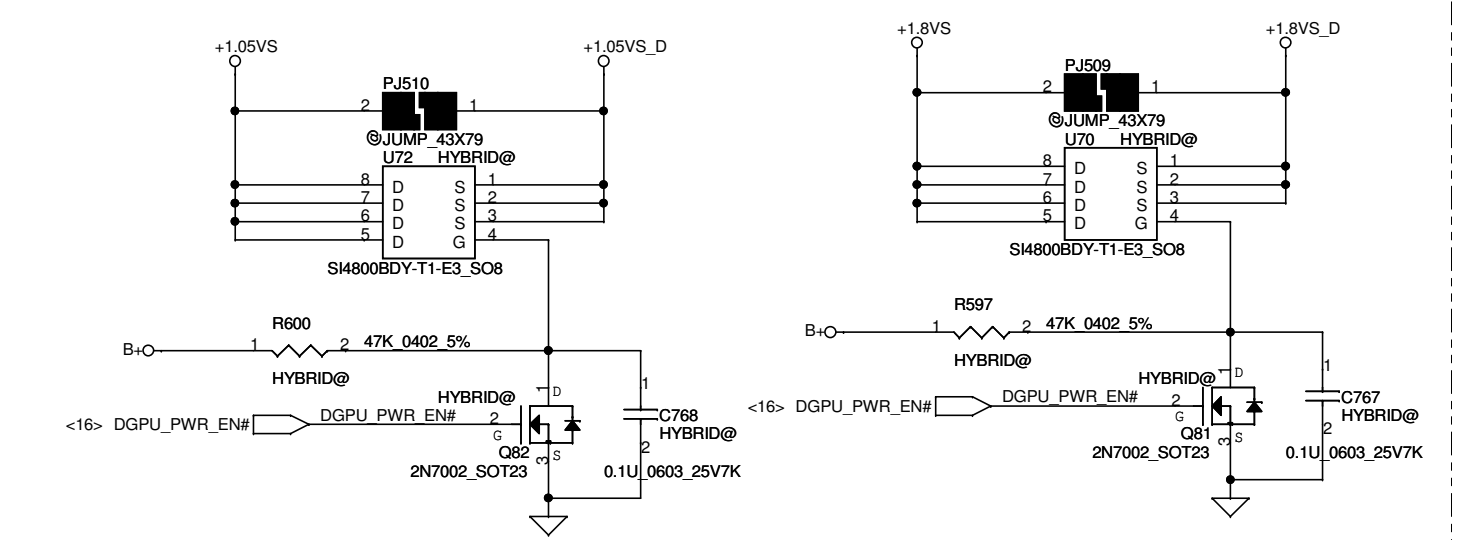 +1.05VS
+1.05VS_D
PJ510
2
1
@JUMP_43X79
U72
HYBRID@
8
D
S
1
7
D
S
2
6
D
S
3
5
D
G
4
SI4800BDY-T1-E3_SO8
R600
B+
1
2
47K_0402_5%
HYBRID@
HYBRID@
1
D
1
<16>
DGPU_PWR_EN#
DGPU_PWR_EN#
2
G
C768
HYBRID@
Q82
3
S
2
2N7002_SOT23
0.1U_0603_25V7K
+1.8VS
+1.8VS_D
PJ509
2
1
@JUMP_43X79
U70
HYBRID@
8
D
S
1
7
D
S
2
6
D
S
3
5
D
G
4
SI4800BDY-T1-E3_SO8
R597
B+
1
2
47K_0402_5%
HYBRID@
HYBRID@
1
D
1
<16>
DGPU_PWR_EN#
DGPU_PWR_EN#
2
G
C767
HYBRID@
Q81
3
S
2
2N7002_SOT23
0.1U_0603_25V7K